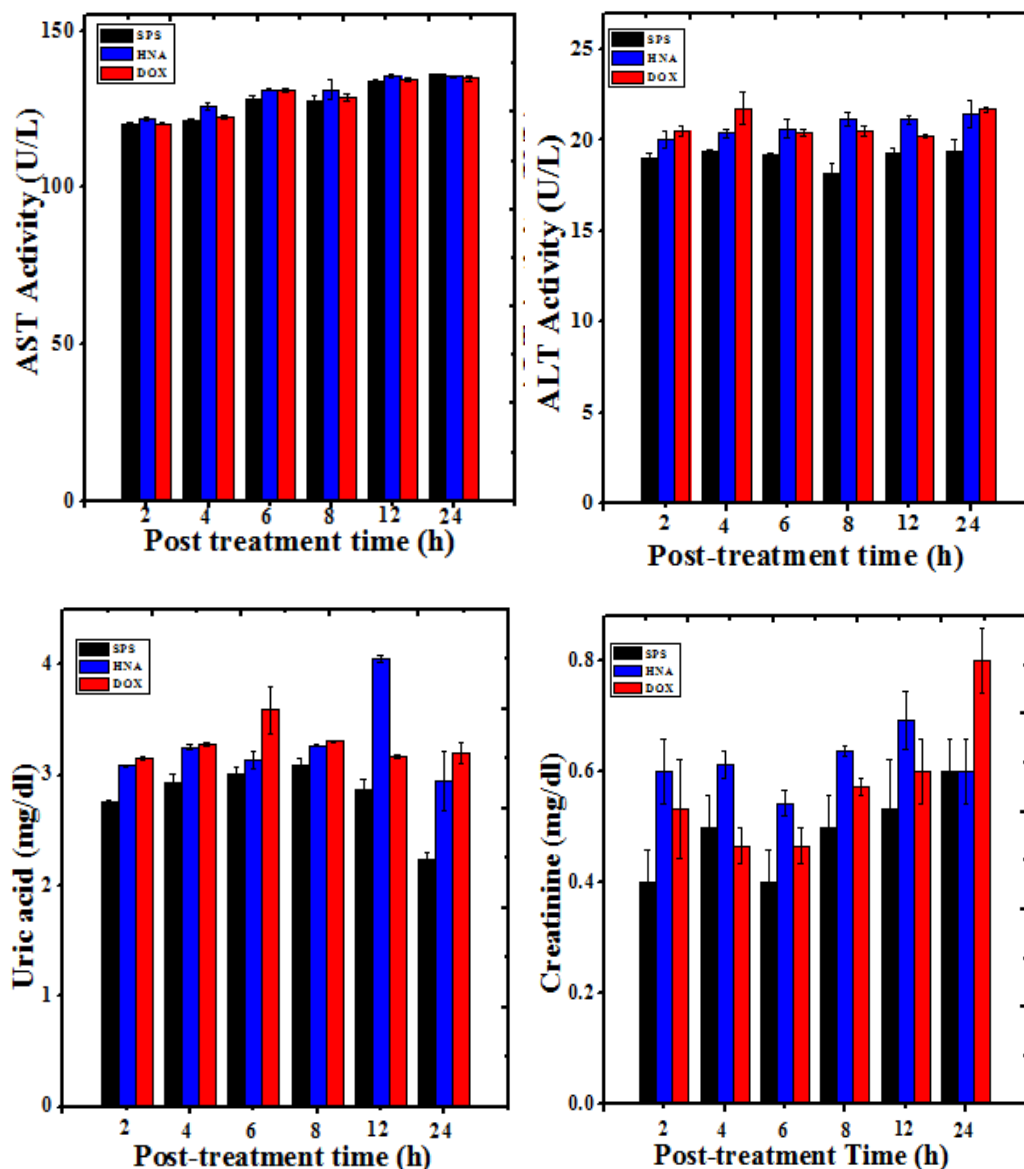 150
100
50
0
SPS
HNA
DOX
AST Activity (U/L)
2 4 6 8 12 24
Post treatment time (h)
25
20
15
10
5
0
SPS
HNA
DOX
ALT Activity (U/L)
2 4 6 8 12 24
Post-treatment time (h)
4
3
2
1
0
SPS
HNA
DOX
Uric acid (mg/dl)
2 4 6 8 12 24
Post-treatment time (h)
0.8
0.6
0.4
0.2
0.0
SPS
HNA
DOX
Creatinine (mg/dl)
2 4 6 8 12 24
Post-treatment Time (h)